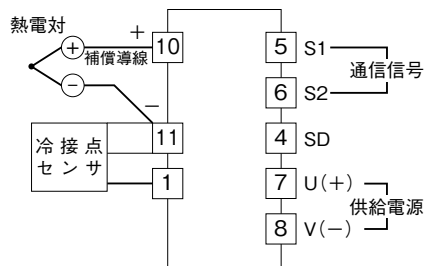 熱電対
+
+
補償導線
10
−
−
11
冷接点
センサ
1
5 S1
通信信号
6 S2
4 SD
7 U(+)
供給電源
8 V(−)